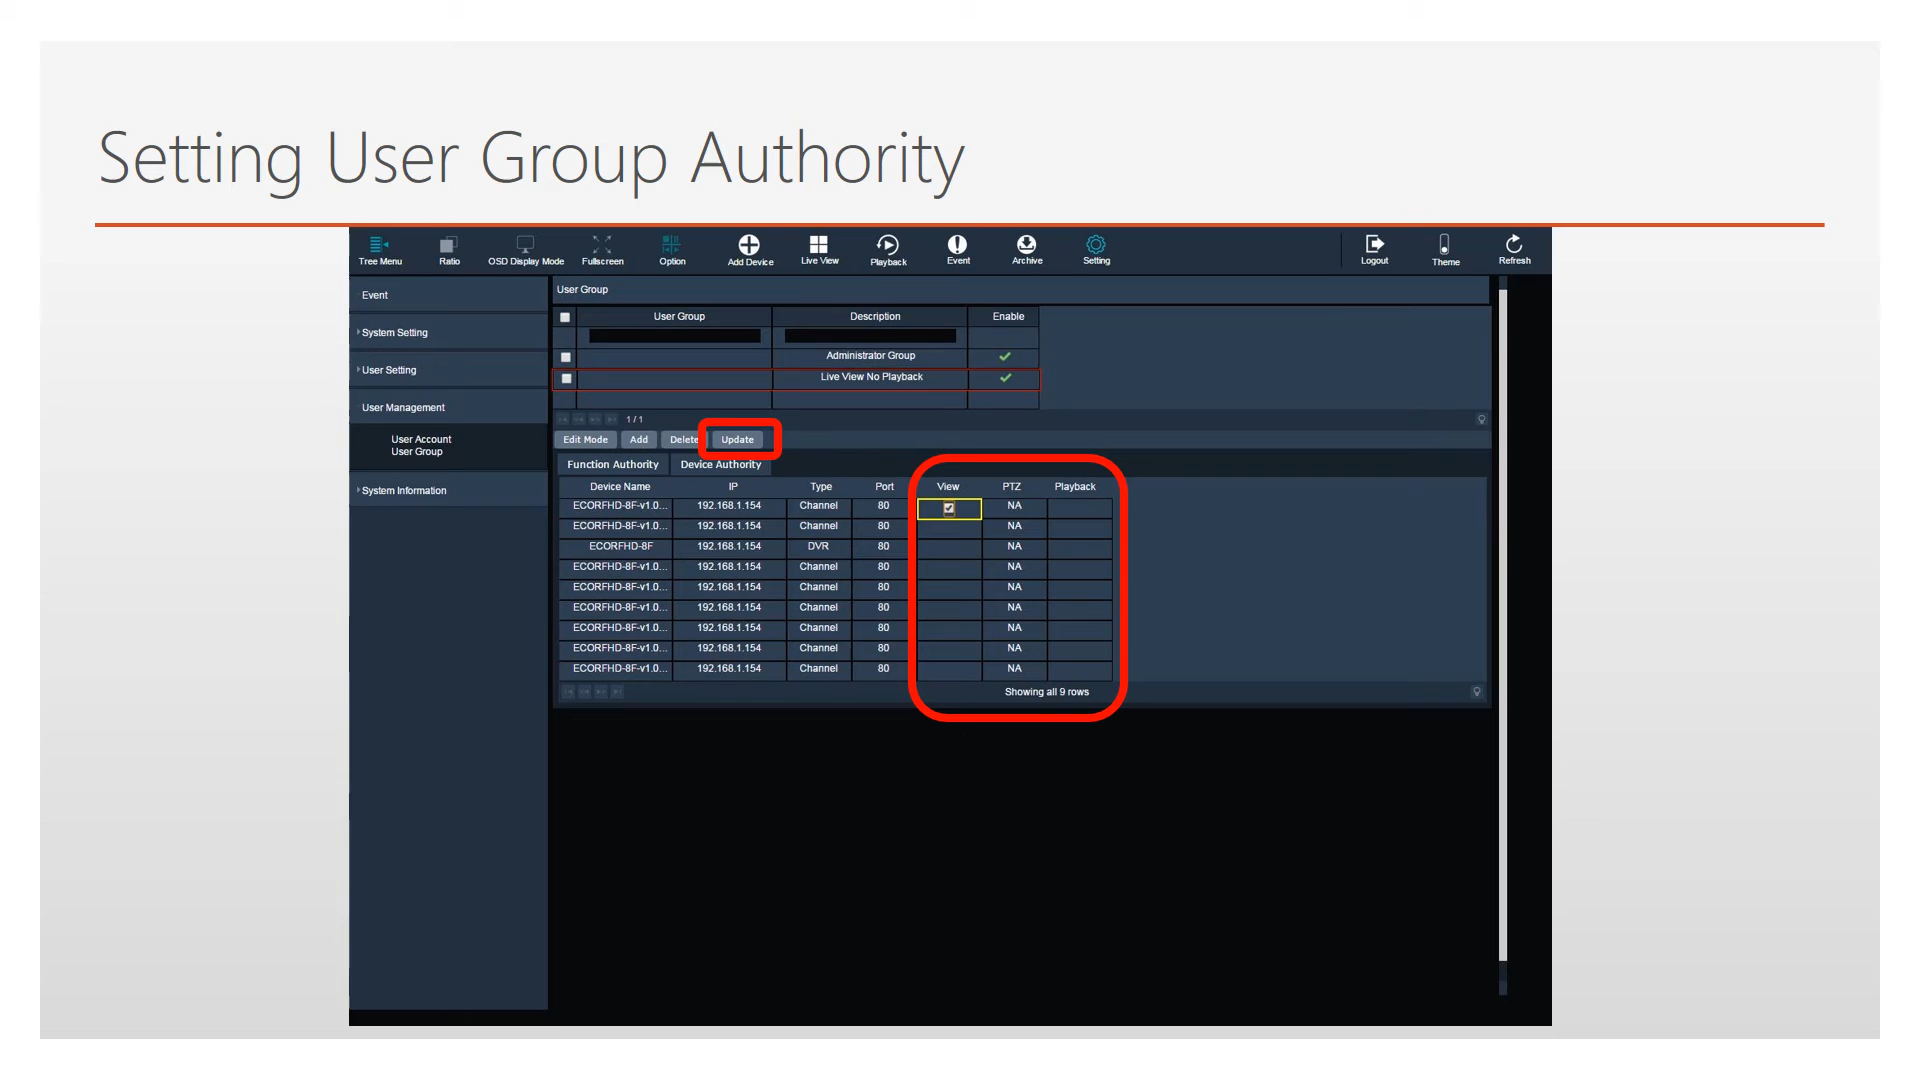 Setting User Group Authority
Tree Menu Ratio OSD Display Mode Fullscreen Option Add Device Live View Playback Event Archive Setting Logout Theme Refresh
Event
System Setting
User Setting
User Management
User Account
User Group
System Information
User Group
User Group Description Enable
Administrator Group
Live View No Playback
1 / 1
Edit Mode Add Delete Update
Function Authority Device Authority
Device Name IP Type Port View PTZ Playback
ECORFHD-8F-v1.0... 192.168.1.154 Channel 80 NA
ECORFHD-8F-v1.0... 192.168.1.154 Channel 80 NA
ECORFHD-8F 192.168.1.154 DVR 80 NA
ECORFHD-8F-v1.0... 192.168.1.154 Channel 80 NA
ECORFHD-8F-v1.0... 192.168.1.154 Channel 80 NA
ECORFHD-8F-v1.0... 192.168.1.154 Channel 80 NA
ECORFHD-8F-v1.0... 192.168.1.154 Channel 80 NA
ECORFHD-8F-v1.0... 192.168.1.154 Channel 80 NA
ECORFHD-8F-v1.0... 192.168.1.154 Channel 80 NA
Showing all 9 rows